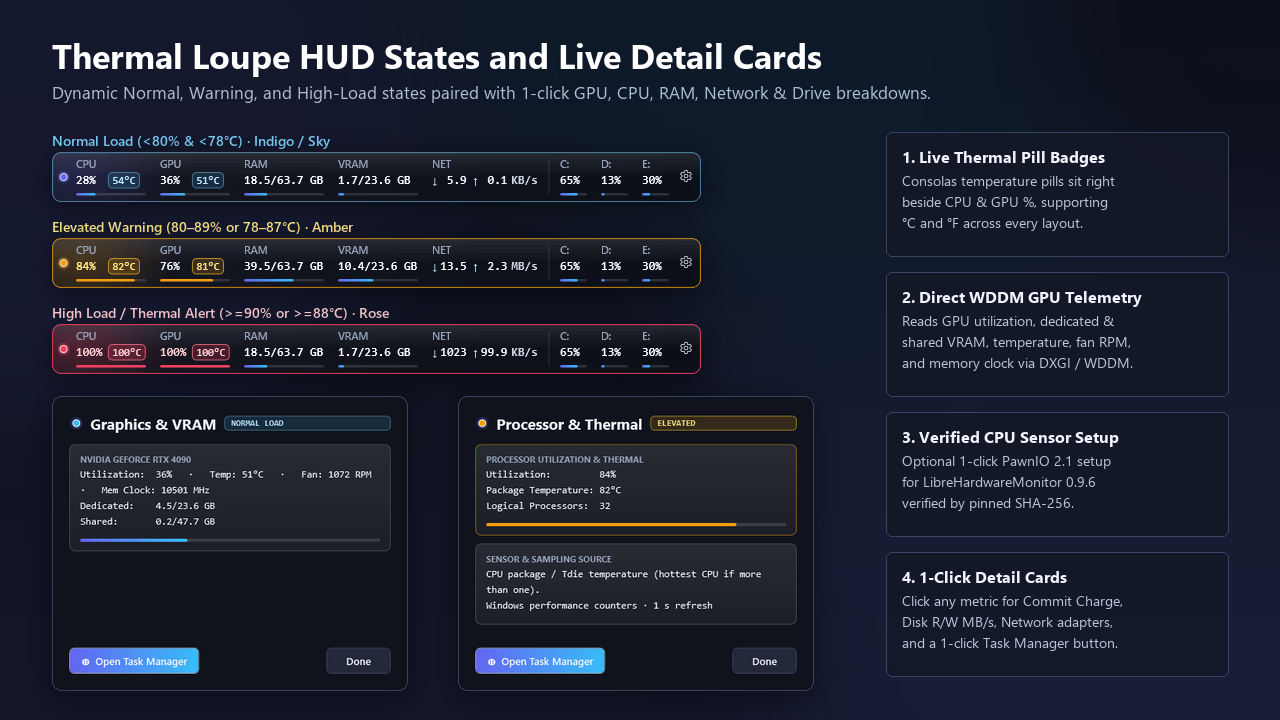 Thermal Loupe HUD States and Live Detail Cards
Dynamic Normal, Warning, and High-Load states paired with 1-click GPU, CPU, RAM, Network & Drive breakdowns.
Normal Load (<80% & <78°C) · Indigo / Sky
CPU GPU RAM VRAM NET C: D: E:
28% 54°C 36% 51°C 18.5/63.7 GB 1.7/23.6 GB ↓ 5.9 ↑ 0.1 KB/s 65% 13% 30%
Elevated Warning (80–89% or 78–87°C) · Amber
CPU GPU RAM VRAM NET C: D: E:
84% 82°C 76% 81°C 39.5/63.7 GB 10.4/23.6 GB ↓13.5 ↑ 2.3 MB/s 65% 13% 30%
High Load / Thermal Alert (>=90% or >=88°C) · Rose
CPU GPU RAM VRAM NET C: D: E:
100% 100°C 100% 100°C 18.5/63.7 GB 1.7/23.6 GB ↓1023 ↑99.9 KB/s 65% 13% 30%
Graphics & VRAM NORMAL LOAD
NVIDIA GEFORCE RTX 4090
Utilization: 36% · Temp: 51°C · Fan: 1072 RPM
· Mem Clock: 10501 MHz
Dedicated: 4.5/23.6 GB
Shared: 0.2/47.7 GB
Open Task Manager Done
Processor & Thermal ELEVATED
PROCESSOR UTILIZATION & THERMAL
Utilization: 84%
Package Temperature: 82°C
Logical Processors: 32
SENSOR & SAMPLING SOURCE
CPU package / Tdie temperature (hottest CPU if more
than one).
Windows performance counters · 1 s refresh
Open Task Manager Done
1. Live Thermal Pill Badges
Consolas temperature pills sit right
beside CPU & GPU %, supporting
°C and °F across every layout.
2. Direct WDDM GPU Telemetry
Reads GPU utilization, dedicated &
shared VRAM, temperature, fan RPM,
and memory clock via DXGI / WDDM.
3. Verified CPU Sensor Setup
Optional 1-click PawnIO 2.1 setup
for LibreHardwareMonitor 0.9.6
verified by pinned SHA-256.
4. 1-Click Detail Cards
Click any metric for Commit Charge,
Disk R/W MB/s, Network adapters,
and a 1-click Task Manager button.